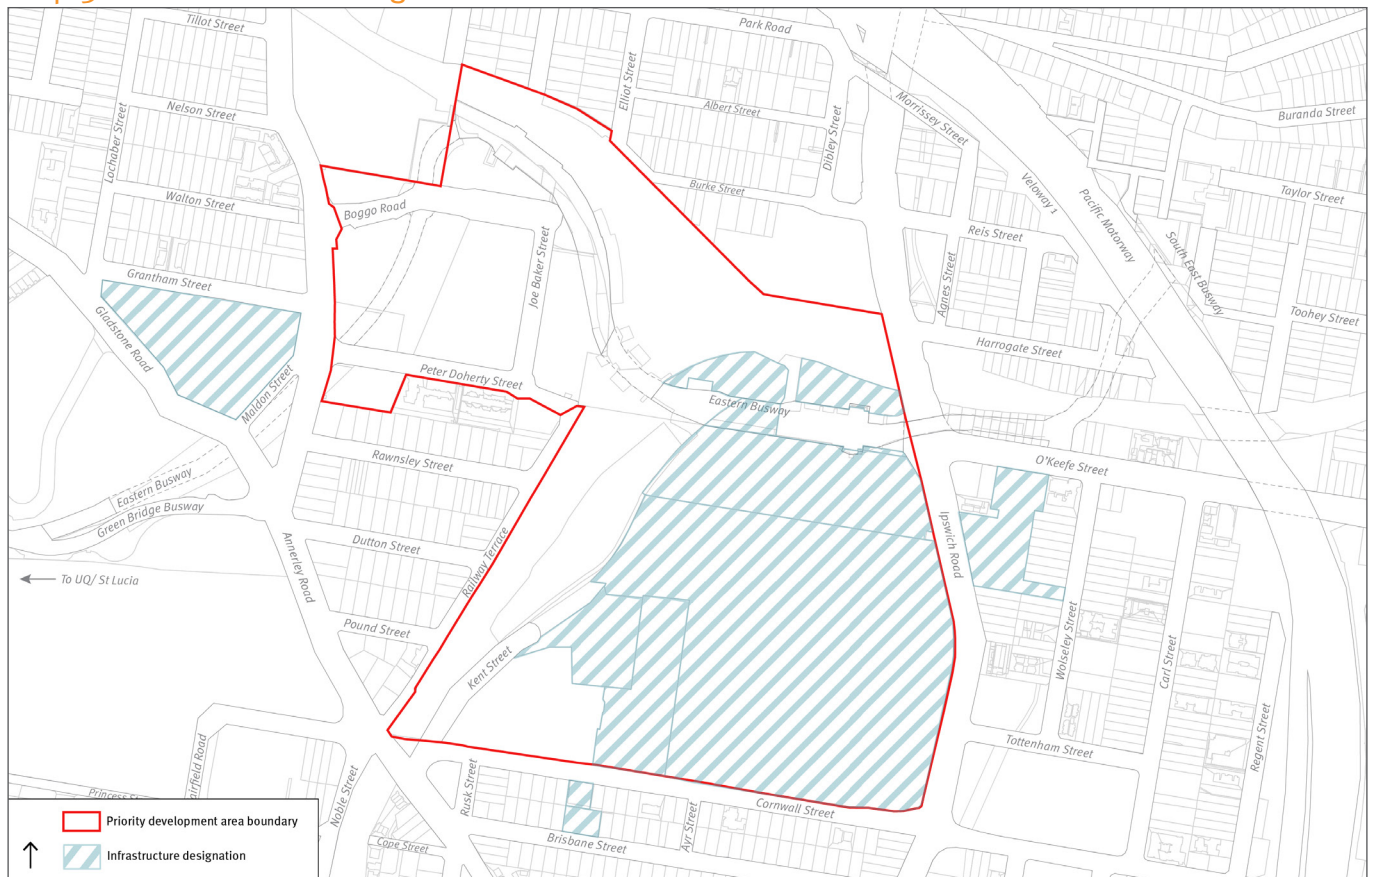 Tillot Street
Park Road
Elliot Street
Albert Street
Nelson Street
Lochaber Street
Morrissey Street
Dibley Street
Buranda Street
Burke Street
Veloway 1
Pacific Motorway
Taylor Street
Walton Street
Boggo Road
Reis Street
South East Busway
Joe Baker Street
Agnes Street
Grantham Street
Gladstone Road
Toohey Street
Harrogate Street
Peter Doherty Street
Maldon Street
Eastern Busway
Rawnsley Street
O'Keefe Street
Eastern Busway
Green Bridge Busway
Ipswich Road
Dutton Street
Annerley Road
Railway Terrace
To UQ/ St Lucia
Pound Street
Kent Street
Wolseley Street
Carl Street
Regent Street
Tottenham Street
Noble Street
Rusk Street
Cornwall Street
Ayr Street
Brisbane Street
Cope Street
Priority development area boundary
Infrastructure designation